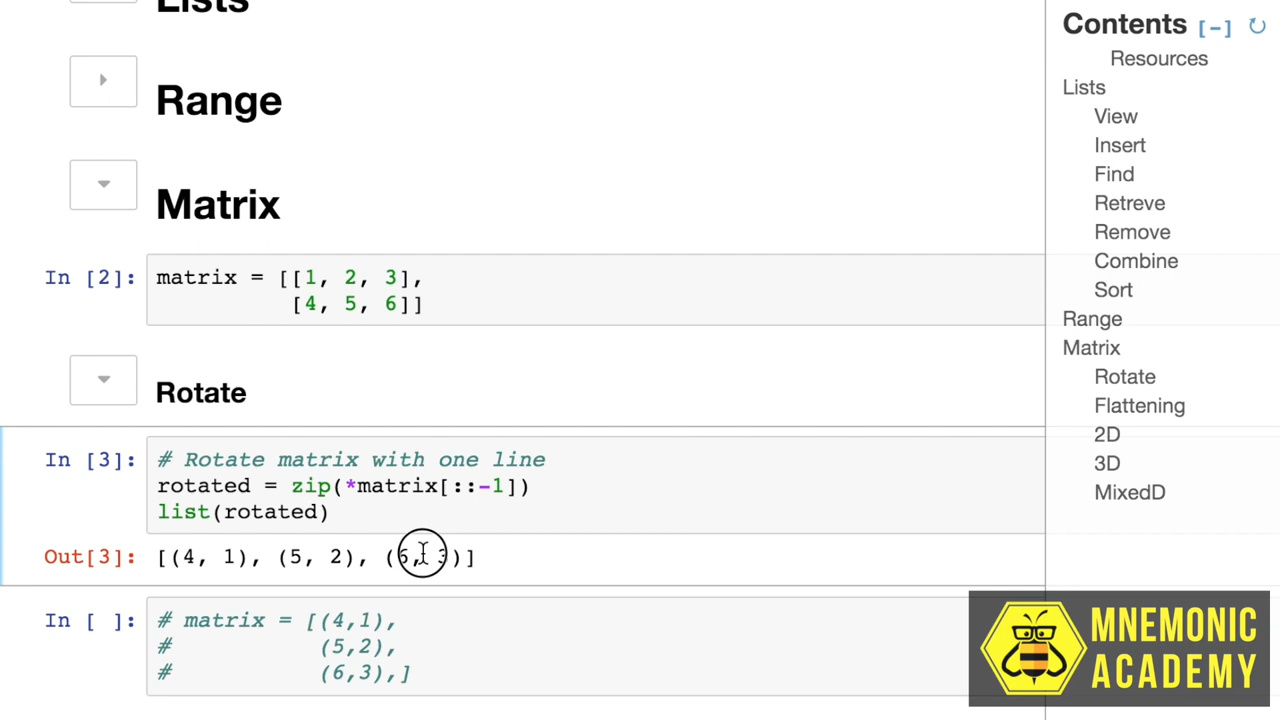 Lists
Range
Matrix
In [2]: matrix = [[1, 2, 3],
[4, 5, 6]]
Rotate
In [3]: # Rotate matrix with one line
rotated = zip(*matrix[::-1])
list(rotated)
Out[3]: [(4, 1), (5, 2), (6, 3)]
In [ ]: # matrix = [(4,1),
# (5,2),
# (6,3),]
Contents [-] ↻
Resources
Lists
View
Insert
Find
Retreve
Remove
Combine
Sort
Range
Matrix
Rotate
Flattening
2D
3D
MixedD
MNEMONIC
ACADEMY